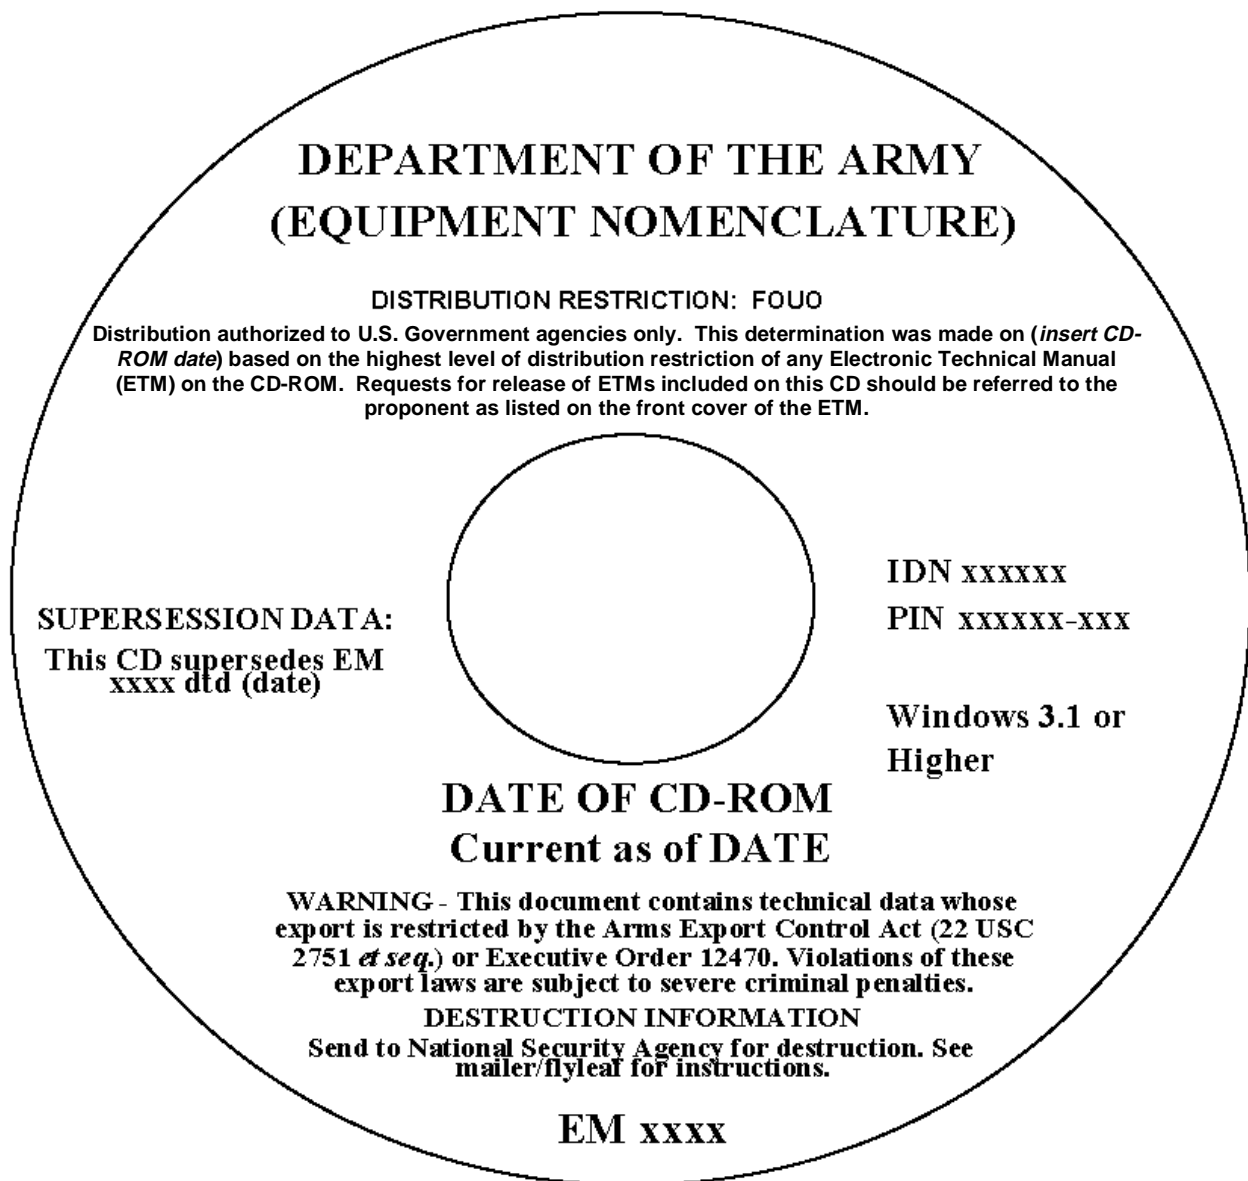 DEPARTMENT OF THE ARMY
(EQUIPMENT NOMENCLATURE)
DISTRIBUTION RESTRICTION: FOUO
Distribution authorized to U.S. Government agencies only. This determination was made on (insert CD-
ROM date) based on the highest level of distribution restriction of any Electronic Technical Manual
(ETM) on the CD-ROM. Requests for release of ETMs included on this CD should be referred to the
proponent as listed on the front cover of the ETM.
SUPERSESSION DATA:
This CD supersedes EM
xxxx dtd (date)
IDN xxxxxx
PIN xxxxxx-xxx
Windows 3.1 or
Higher
DATE OF CD-ROM
Current as of DATE
WARNING - This document contains technical data whose
export is restricted by the Arms Export Control Act (22 USC
2751 et seq.) or Executive Order 12470. Violations of these
export laws are subject to severe criminal penalties.
DESTRUCTION INFORMATION
Send to National Security Agency for destruction. See
mailer/flyleaf for instructions.
EM xxxx